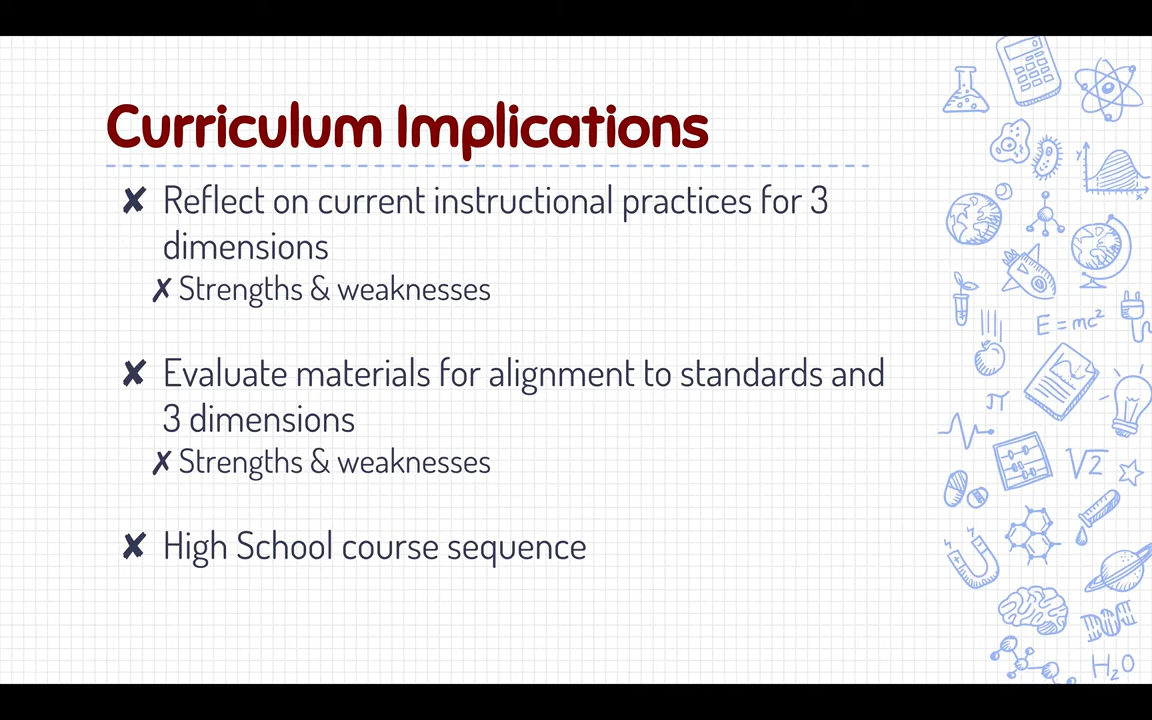 Curriculum Implications
✘ Reflect on current instructional practices for 3
dimensions
✗ Strengths & weaknesses
✘ Evaluate materials for alignment to standards and
3 dimensions
✗ Strengths & weaknesses
✘ High School course sequence
y
x
E = mc²
π
√2
H₂O